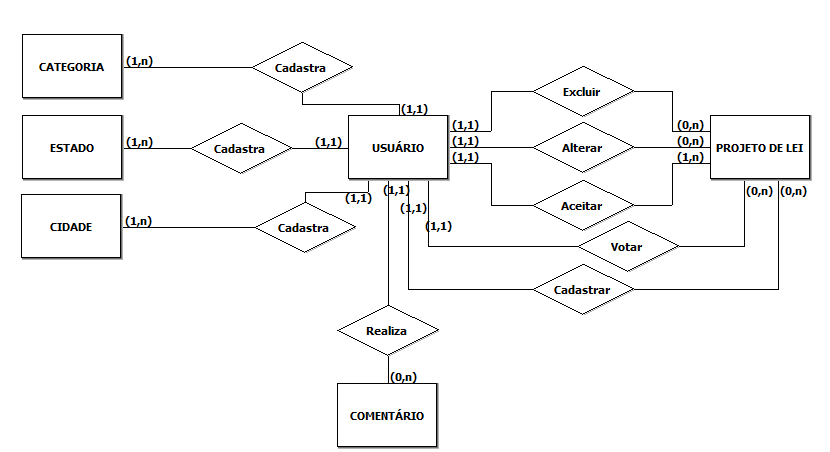 CATEGORIA
(1,n)
Cadastra
(1,1)
ESTADO
(1,n)
Cadastra
(1,1)
USUÁRIO
(1,1)
Excluir
(0,n)
(1,1)
Alterar
(0,n)
(1,1)
Aceitar
(1,n)
PROJETO DE LEI
CIDADE
(1,n)
Cadastra
(1,1)
(1,1)
(1,1)
(1,1)
Votar
(0,n)
(0,n)
Cadastrar
Realiza
(0,n)
COMENTÁRIO